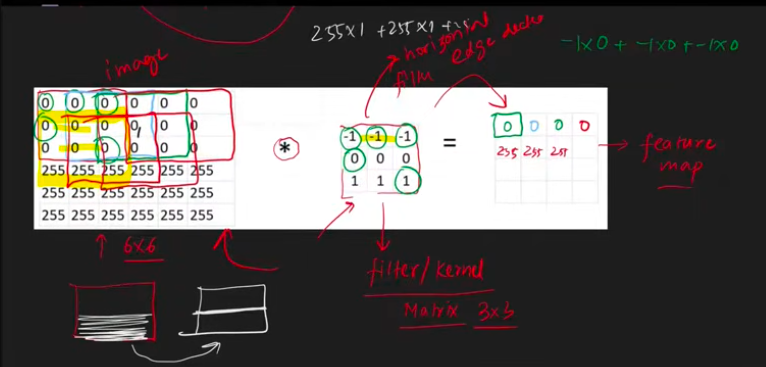 255x1 +255x1 +25
-1x0 + -1x0 + -1x0
horizontal
edge
image
0 0 0 0 0 0
0 0 0 0 0 0
0 0 0 0 0 0
255 255 255 255 255 255
255 255 255 255 255 255
255 255 255 255 255 255
*
-1 -1 -1
0 0 0
1 1 1
=
0 0 0 0
255 255 255
feature
map
6x6
filter/kernel
Matrix 3x3